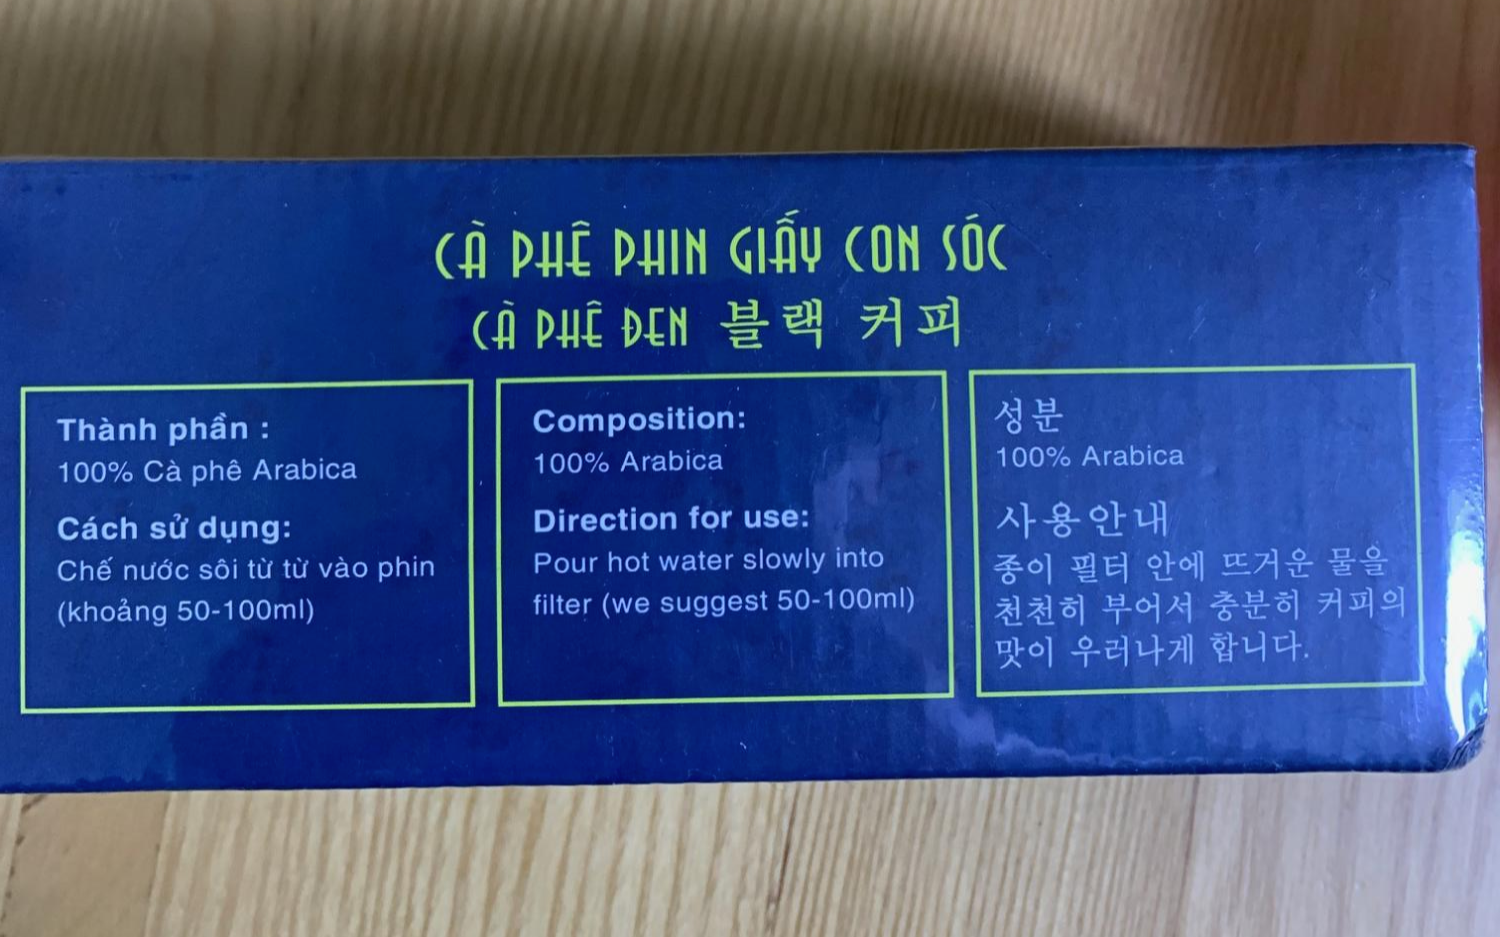 CÀ PHÊ PHIN GIẤY CON SÓC
CÀ PHÊ ĐEN 블랙 커피
Thành phần :
100% Cà phê Arabica
Cách sử dụng:
Chế nước sôi từ từ vào phin
(khoảng 50-100ml)
Composition:
100% Arabica
Direction for use:
Pour hot water slowly into
filter (we suggest 50-100ml)
성분
100% Arabica
사용안내
종이 필터 안에 뜨거운 물을
천천히 부어서 충분히 커피의
맛이 우러나게 합니다.